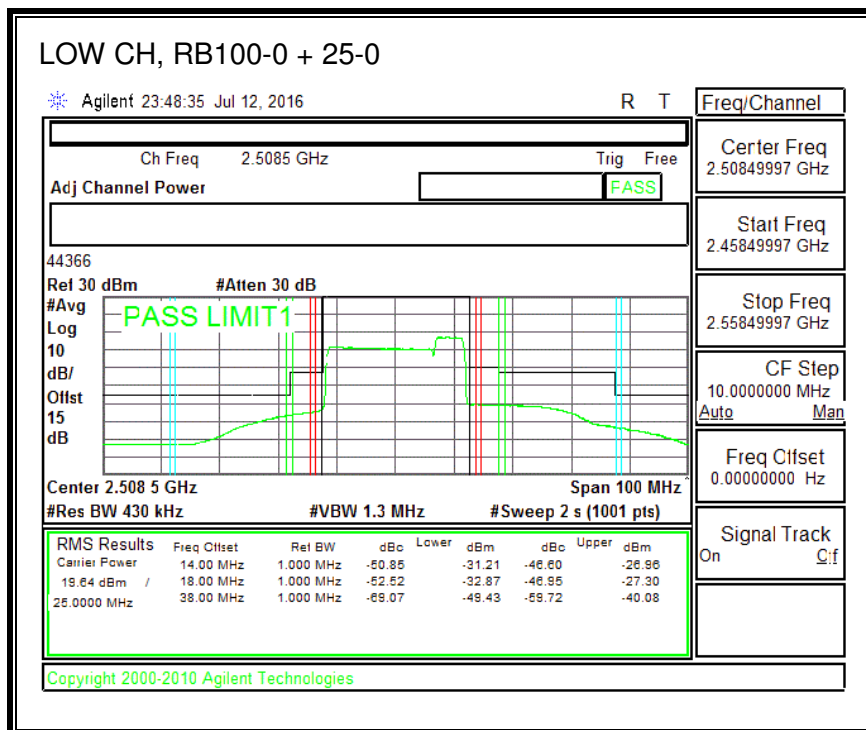 LOW CH, RB100-0 + 25-0
Agilent 23:48:35 Jul 12, 2016 R T
Freq/Channel
Ch Freq 2.5085 GHz Trig Free
Adj Channel Power PASS
Center Freq
2.50849997 GHz
Start Freq
2.45849997 GHz
Stop Freq
2.55849997 GHz
CF Step
10.0000000 MHz
Auto Man
Freq Offset
0.00000000 Hz
Signal Track
On Off
44366
Ref 30 dBm #Atten 30 dB
#Avg
Log
10
dB/
Offst
15
dB
PASS LIMIT1
Center 2.508 5 GHz Span 100 MHz
#Res BW 430 kHz #VBW 1.3 MHz #Sweep 2 s (1001 pts)
RMS Results Freq Offset Ref BW dBc Lower dBm dBc Upper dBm
Carrier Power 14.00 MHz 1.000 MHz -50.85 -31.21 -46.60 -26.96
19.64 dBm / 18.00 MHz 1.000 MHz -52.52 -32.87 -46.95 -27.30
25.0000 MHz 38.00 MHz 1.000 MHz -69.07 -49.43 -59.72 -40.08
Copyright 2000-2010 Agilent Technologies